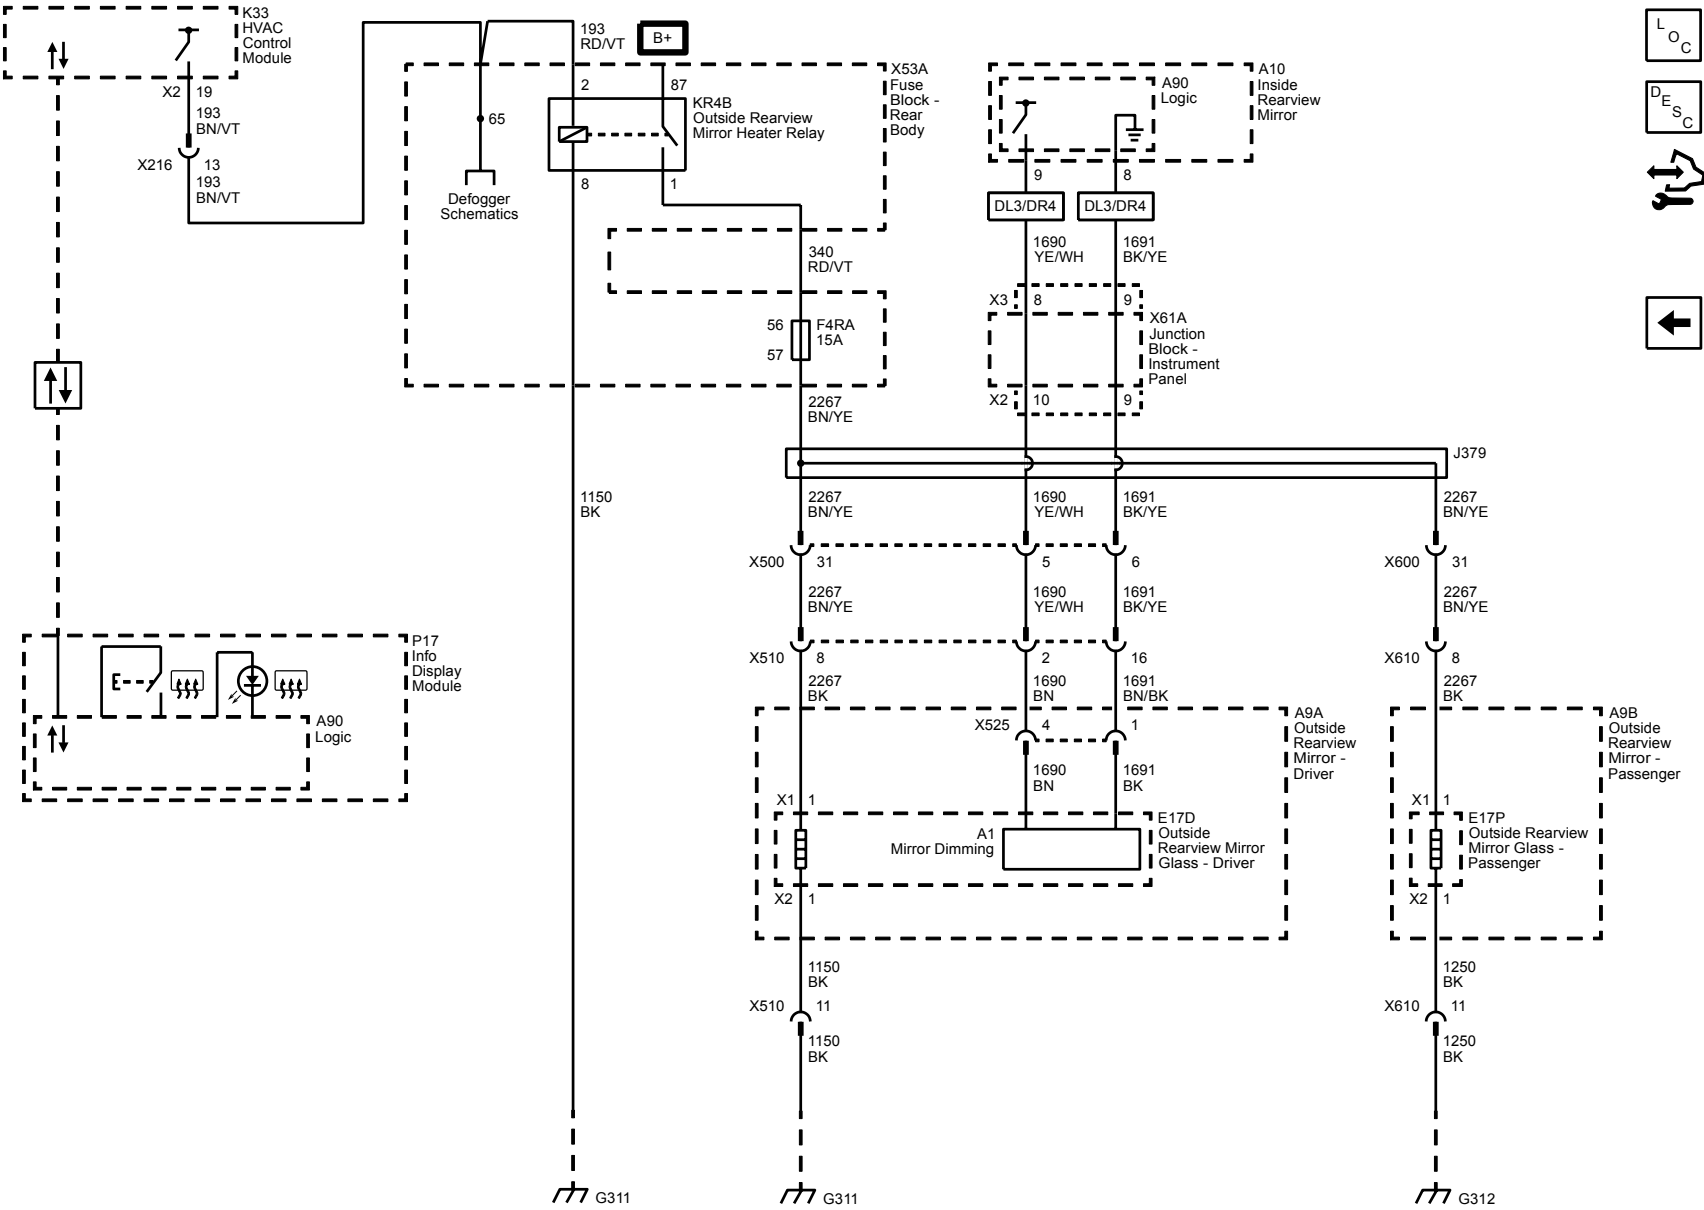 K33
HVAC
Control
Module
X2 19
193
BN/VT
X216 13
193
BN/VT
193
RD/VT
B+
X53A
Fuse
Block -
Rear
Body
2
87
KR4B
Outside Rearview
Mirror Heater Relay
65
8
1
Defogger
Schematics
340
RD/VT
56
57
F4RA
15A
2267
BN/YE
A10
Inside
Rearview
Mirror
A90
Logic
9
8
DL3/DR4
DL3/DR4
1690
YE/WH
1691
BK/YE
X3 8 9
X61A
Junction
Block -
Instrument
Panel
X2 10 9
L
O
C
D
E
S
C
J379
1150
BK
2267
BN/YE
1690
YE/WH
1691
BK/YE
2267
BN/YE
X500 31 5 6
X600 31
2267
BN/YE
1690
YE/WH
1691
BK/YE
2267
BN/YE
X510 8 2 16
X610 8
2267
BK
1690
BN
1691
BN/BK
2267
BK
P17
Info
Display
Module
A90
Logic
X525 4 1
A9A
Outside
Rearview
Mirror -
Driver
A9B
Outside
Rearview
Mirror -
Passenger
1690
BN
1691
BK
X1 1
A1
Mirror Dimming
E17D
Outside
Rearview Mirror
Glass - Driver
X2 1
X1 1
E17P
Outside Rearview
Mirror Glass -
Passenger
X2 1
1150
BK
X510 11
1150
BK
1250
BK
X610 11
1250
BK
G311
G311
G312